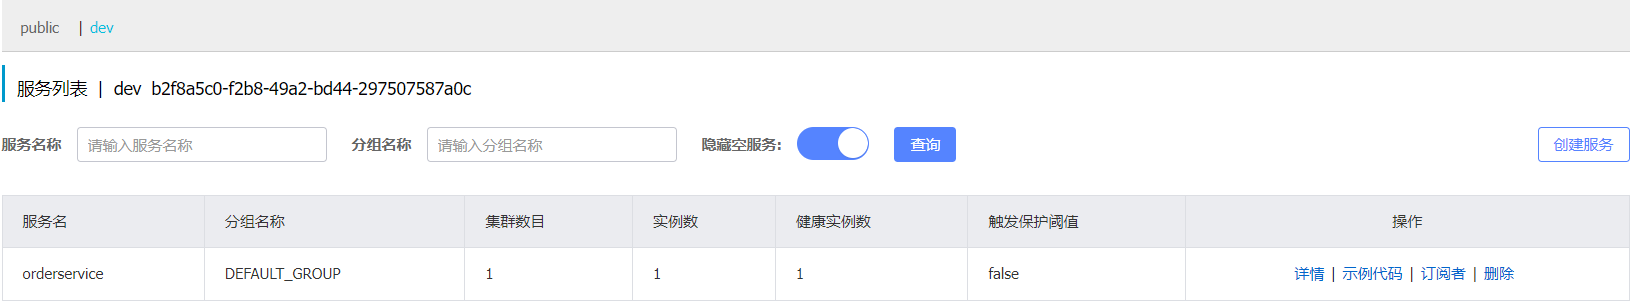 public | dev
服务列表 | dev b2f8a5c0-f2b8-49a2-bd44-297507587a0c
服务名称 请输入服务名称 分组名称 请输入分组名称 隐藏空服务: 查询 创建服务
服务名 分组名称 集群数目 实例数 健康实例数 触发保护阈值 操作
orderservice DEFAULT_GROUP 1 1 1 false 详情 | 示例代码 | 订阅者 | 删除